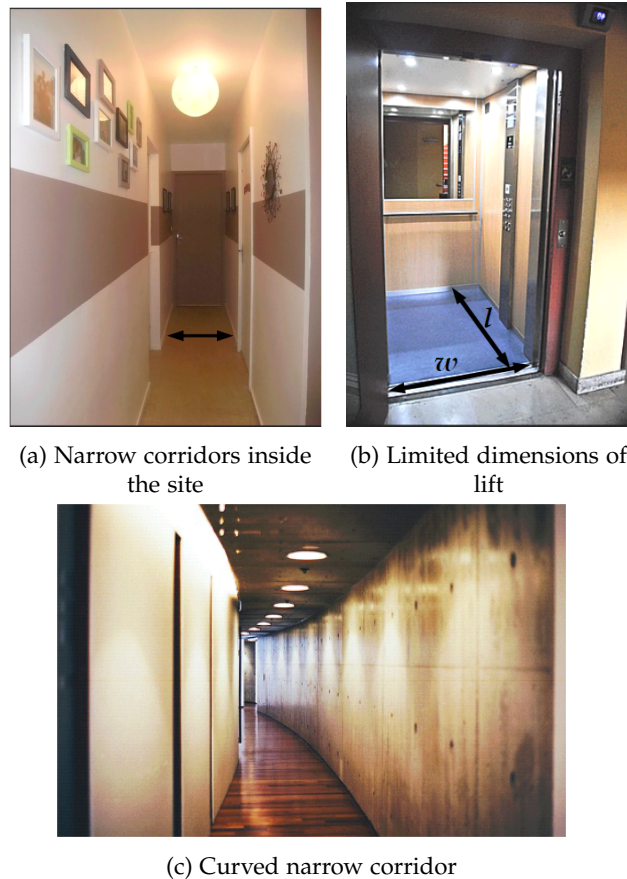 l
w
(a) Narrow corridors inside
the site
(b) Limited dimensions of
lift
(c) Curved narrow corridor